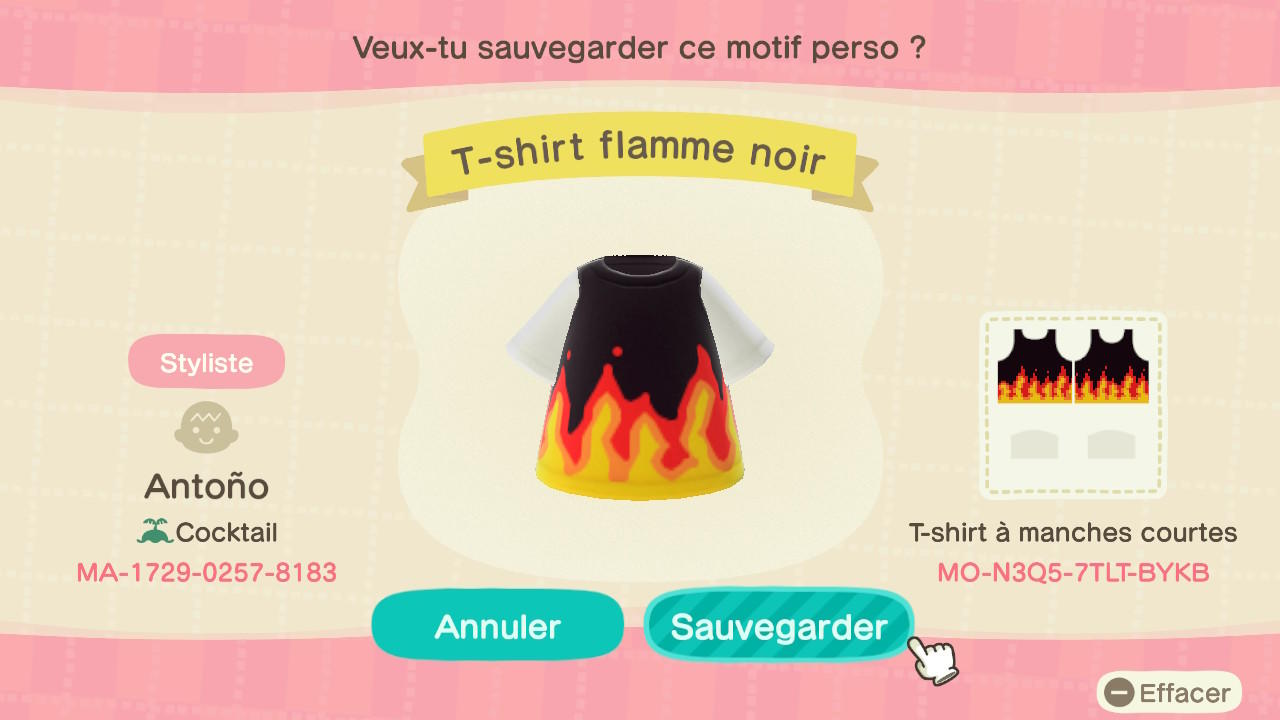 Veux-tu sauvegarder ce motif perso ?
T-shirt flamme noir
Styliste
Antoño
Cocktail
MA-1729-0257-8183
T-shirt à manches courtes
MO-N3Q5-7TLT-BYKB
Annuler
Sauvegarder
Effacer